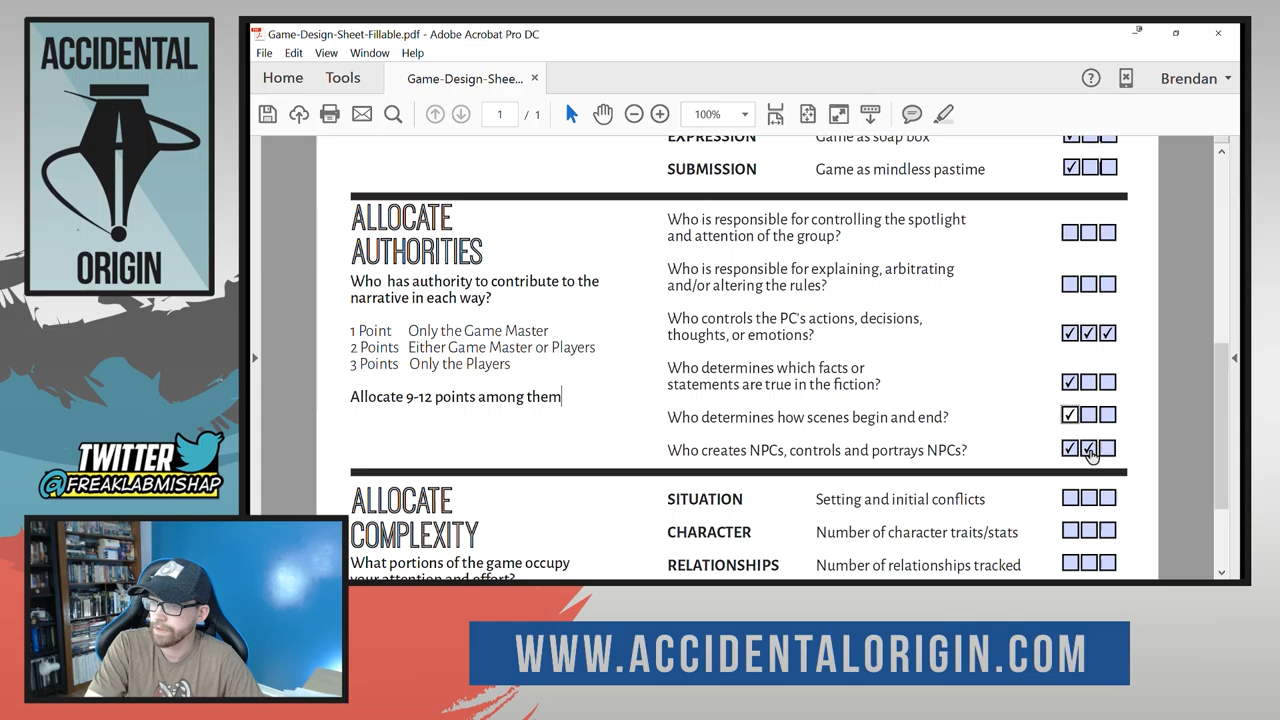 ACCIDENTAL
ORIGIN
TWITTER
@FREAKLABMISHAP
Game-Design-Sheet-Fillable.pdf - Adobe Acrobat Pro DC
File Edit View Window Help
Home Tools Game-Design-Shee... ×
Brendan
1 / 1
100%
EXPRESSION Game as soap box
SUBMISSION Game as mindless pastime
ALLOCATE
AUTHORITIES
Who has authority to contribute to the
narrative in each way?
1 Point Only the Game Master
2 Points Either Game Master or Players
3 Points Only the Players
Allocate 9-12 points among them
Who is responsible for controlling the spotlight
and attention of the group?
Who is responsible for explaining, arbitrating
and/or altering the rules?
Who controls the PC's actions, decisions,
thoughts, or emotions?
Who determines which facts or
statements are true in the fiction?
Who determines how scenes begin and end?
Who creates NPCs, controls and portrays NPCs?
ALLOCATE
COMPLEXITY
What portions of the game occupy
your attention and effort?
SITUATION Setting and initial conflicts
CHARACTER Number of character traits/stats
RELATIONSHIPS Number of relationships tracked
WWW.ACCIDENTALORIGIN.COM